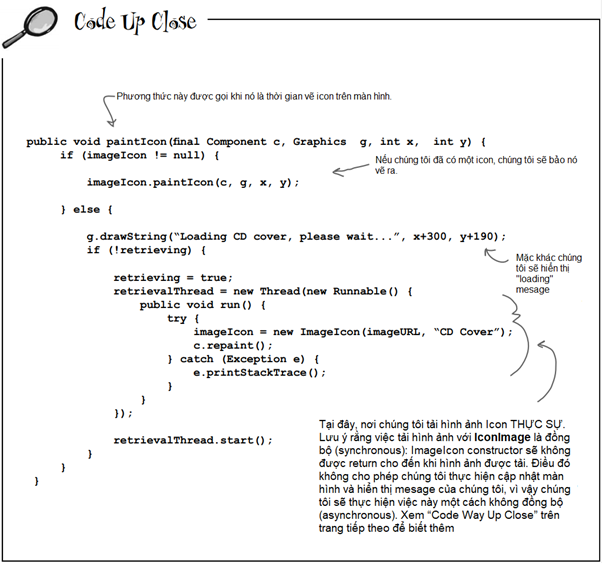 Code Up Close
Phương thức này được gọi khi nó là thời gian vẽ icon trên màn hình.
public void paintIcon(final Component c, Graphics  g, int x,  int y) {
if (imageIcon != null) {
Nếu chúng tôi đã có một icon, chúng tôi sẽ bảo nó
vẽ ra.
imageIcon.paintIcon(c, g, x, y);
} else {
g.drawString(“Loading CD cover, please wait...”, x+300, y+190);
if (!retrieving) {
Mặc khác chúng
tôi sẽ hiển thị
"loading"
mesage
retrieving = true;
retrievalThread = new Thread(new Runnable() {
public void run() {
try {
imageIcon = new ImageIcon(imageURL, “CD Cover”);
c.repaint();
} catch (Exception e) {
e.printStackTrace();
}
}
});
retrievalThread.start();
}
}
}
Tại đây, nơi chúng tôi tải hình ảnh Icon THỰC SỰ.
Lưu ý rằng việc tải hình ảnh với IconImage là đồng
bộ (synchronous): ImageIcon constructor sẽ không
được return cho đến khi hình ảnh được tải. Điều đó
không cho phép chúng tôi thực hiện cập nhật màn
hình và hiển thị mesage của chúng tôi, vì vậy chúng
tôi sẽ thực hiện việc này một cách không đồng bộ
(asynchronous). Xem “Code Way Up Close” trên
trang tiếp theo để biết thêm